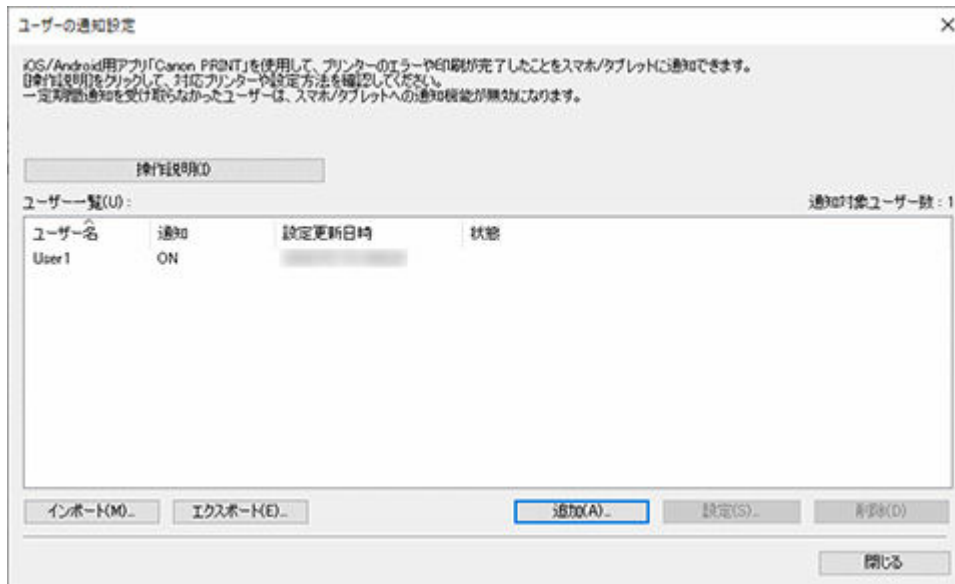 ユーザーの通知設定
iOS/Android用アプリ「Canon PRINT」を使用して、プリンターのエラーや印刷が完了したことをスマホ/タブレットに通知できます。
[操作説明]をクリックして、対応プリンターや設定方法を確認してください。
一定期間通知を受け取らなかったユーザーは、スマホ/タブレットへの通知機能が無効になります。
操作説明(I)
ユーザー一覧(U): 通知対象ユーザー数: 1
ユーザー名 通知 設定更新日時 状態
User1 ON
インポート(M)... エクスポート(E)... 追加(A)... 設定(S)... 削除(D)
閉じる